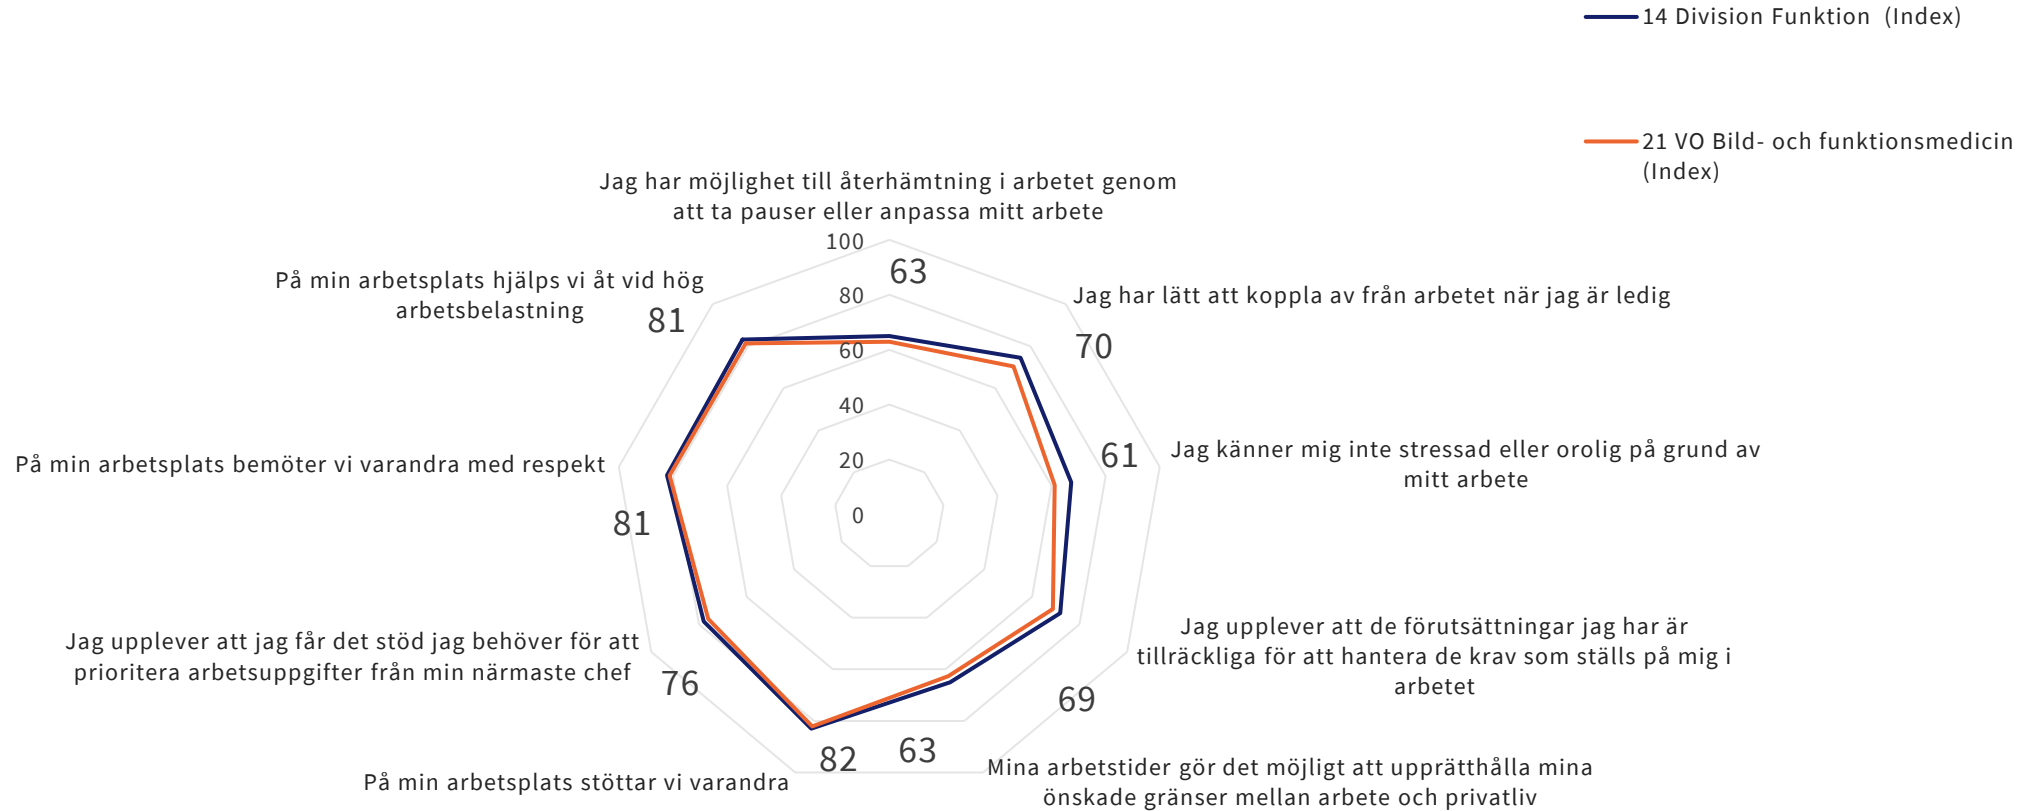 14 Division Funktion (Index)
21 VO Bild- och funktionsmedicin
(Index)
Jag har möjlighet till återhämtning i arbetet genom
att ta pauser eller anpassa mitt arbete
100
80
60
40
20
0
63
Jag har lätt att koppla av från arbetet när jag är ledig
70
Jag känner mig inte stressad eller orolig på grund av
mitt arbete
61
Jag upplever att de förutsättningar jag har är
tillräckliga för att hantera de krav som ställs på mig i
arbetet
69
Mina arbetstider gör det möjligt att upprätthålla mina
önskade gränser mellan arbete och privatliv
63
På min arbetsplats stöttar vi varandra
82
Jag upplever att jag får det stöd jag behöver för att
prioritera arbetsuppgifter från min närmaste chef
76
På min arbetsplats bemöter vi varandra med respekt
81
På min arbetsplats hjälps vi åt vid hög
arbetsbelastning
81